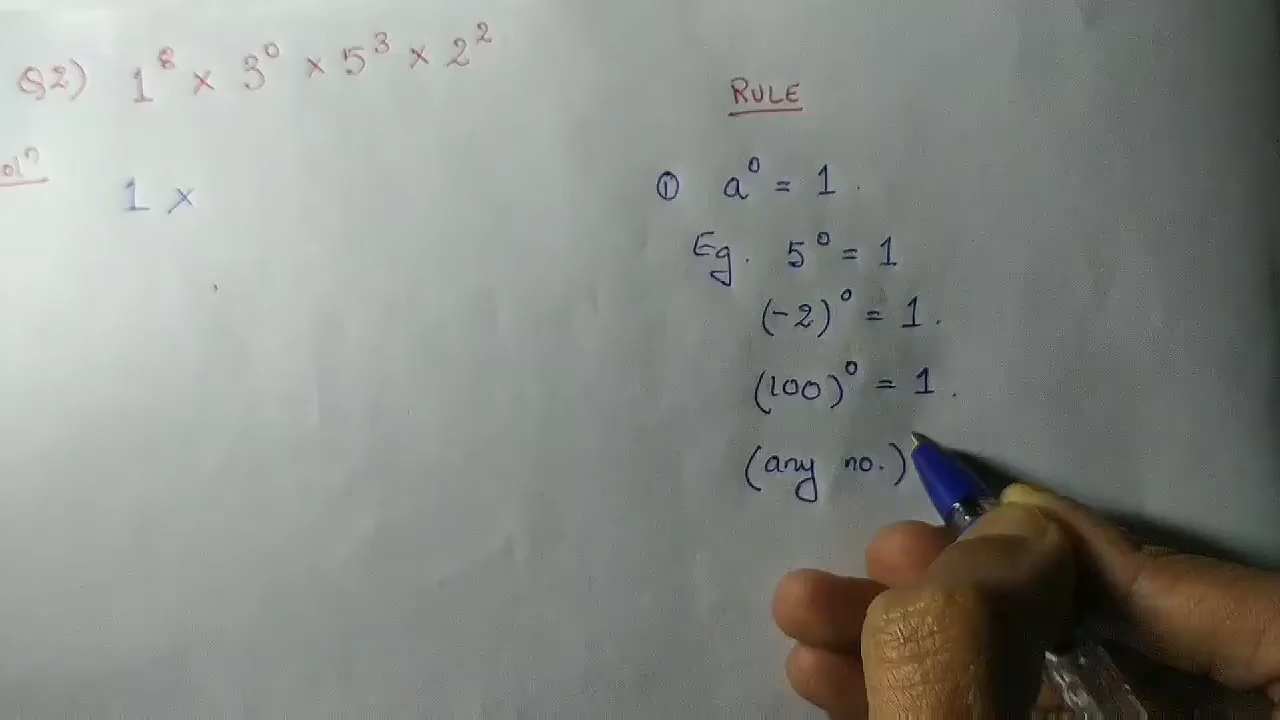 Q2) 1⁸ × 3⁰ × 5³ × 2²
olⁿ
1 ×
RULE
① a⁰ = 1.
Eg. 5⁰ = 1
(-2)⁰ = 1.
(100)⁰ = 1.
(any no.)